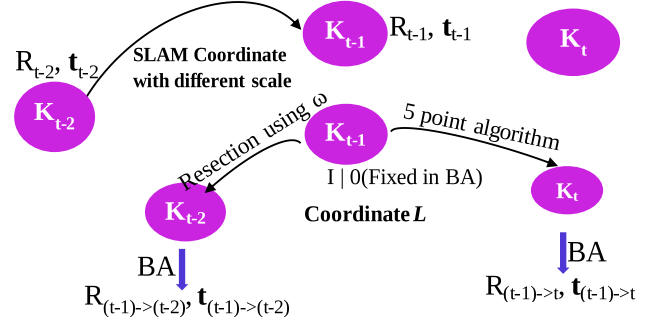 K_{t-1}
R_{t-1}, t_{t-1}
K_t
R_{t-2}, t_{t-2}
SLAM Coordinate
with different scale
K_{t-2}
Resection using ω
K_{t-1}
5 point algorithm
I | 0(Fixed in BA)
K_t
K_{t-2}
Coordinate L
BA
BA
R_{(t-1)->(t-2)}, t_{(t-1)->(t-2)}
R_{(t-1)->t}, t_{(t-1)->t}